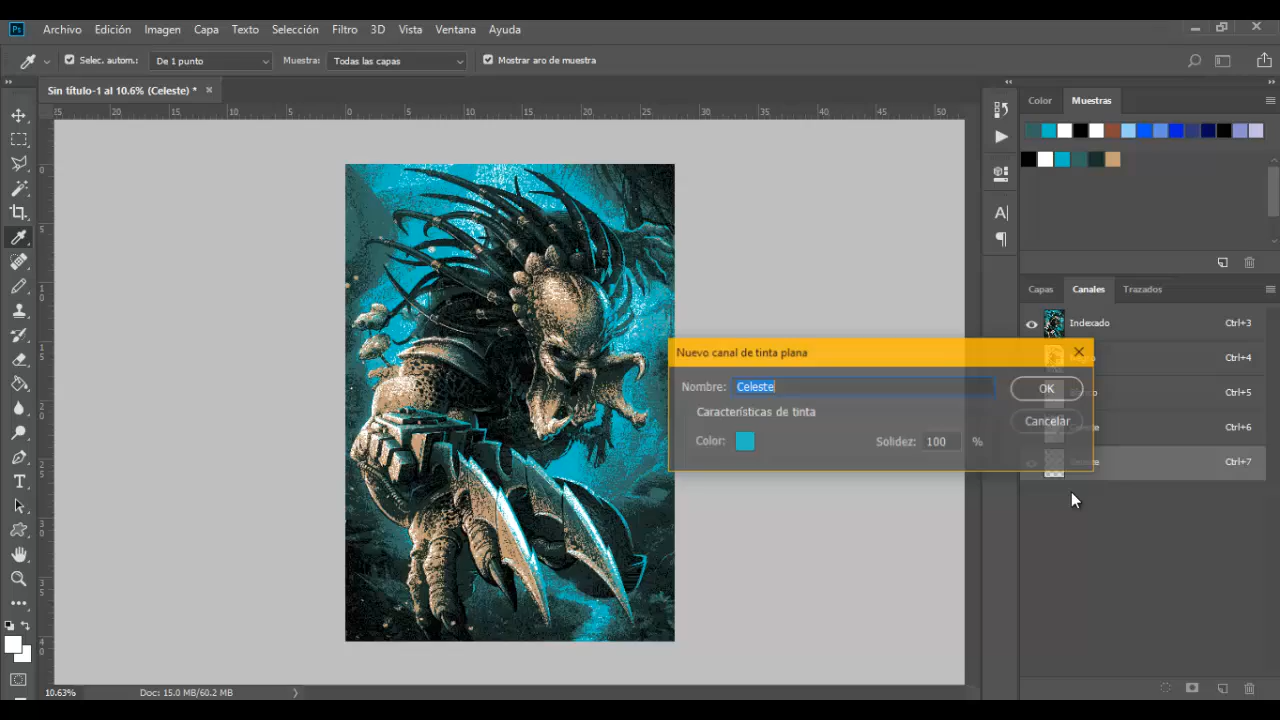 Ps Archivo Edición Imagen Capa Texto Selección Filtro 3D Vista Ventana Ayuda
Selec. autom.: De 1 punto Muestra: Todas las capas Mostrar aro de muestra
Sin título-1 al 10.6% (Celeste) *
Color Muestras
Capas Canales Trazados
Indexado Ctrl+3
Ctrl+4
Ctrl+5
Ctrl+6
Ctrl+7
Nuevo canal de tinta plana
Nombre: Celeste OK
Características de tinta Cancelar
Color: Solidez: 100 %
10.63% Doc: 15.0 MB/60.2 MB